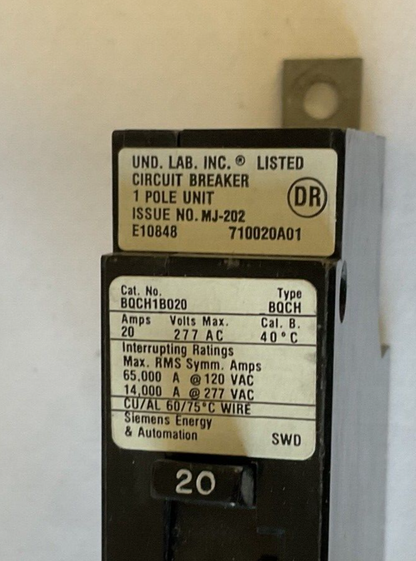 UND. LAB. INC.® LISTED
CIRCUIT BREAKER
1 POLE UNIT
DR
ISSUE NO. MJ-202
E10848 710020A01
Cat. No. Type
BQCH1B020 BQCH
Amps Volts Max. Cal. B.
20 277 AC 40°C
Interrupting Ratings
Max. RMS Symm. Amps
65,000 A @ 120 VAC
14,000 A @ 277 VAC
CU/AL 60/75°C WIRE
Siemens Energy
& Automation SWD
20